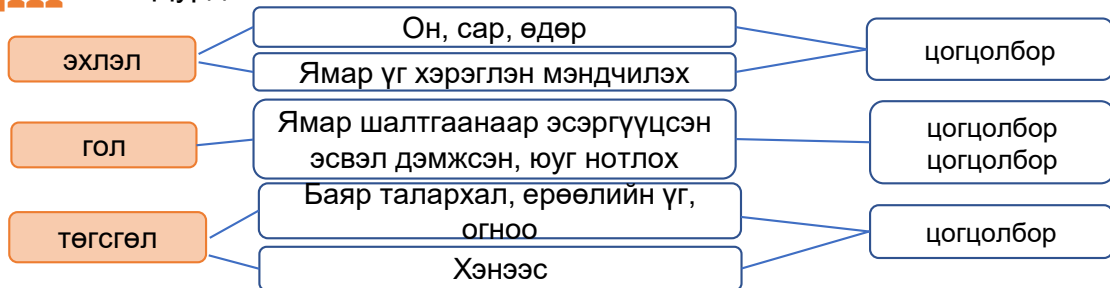 эхлэл
Он, сар, өдөр
Ямар үг хэрэглэн мэндчилэх
цогцолбор
гол
Ямар шалтгаанаар эсэргүүцсэн
эсвэл дэмжсэн, юуг нотлох
цогцолбор
цогцолбор
төгсгөл
Баяр талархал, ерөөлийн үг,
огноо
Хэнээс
цогцолбор